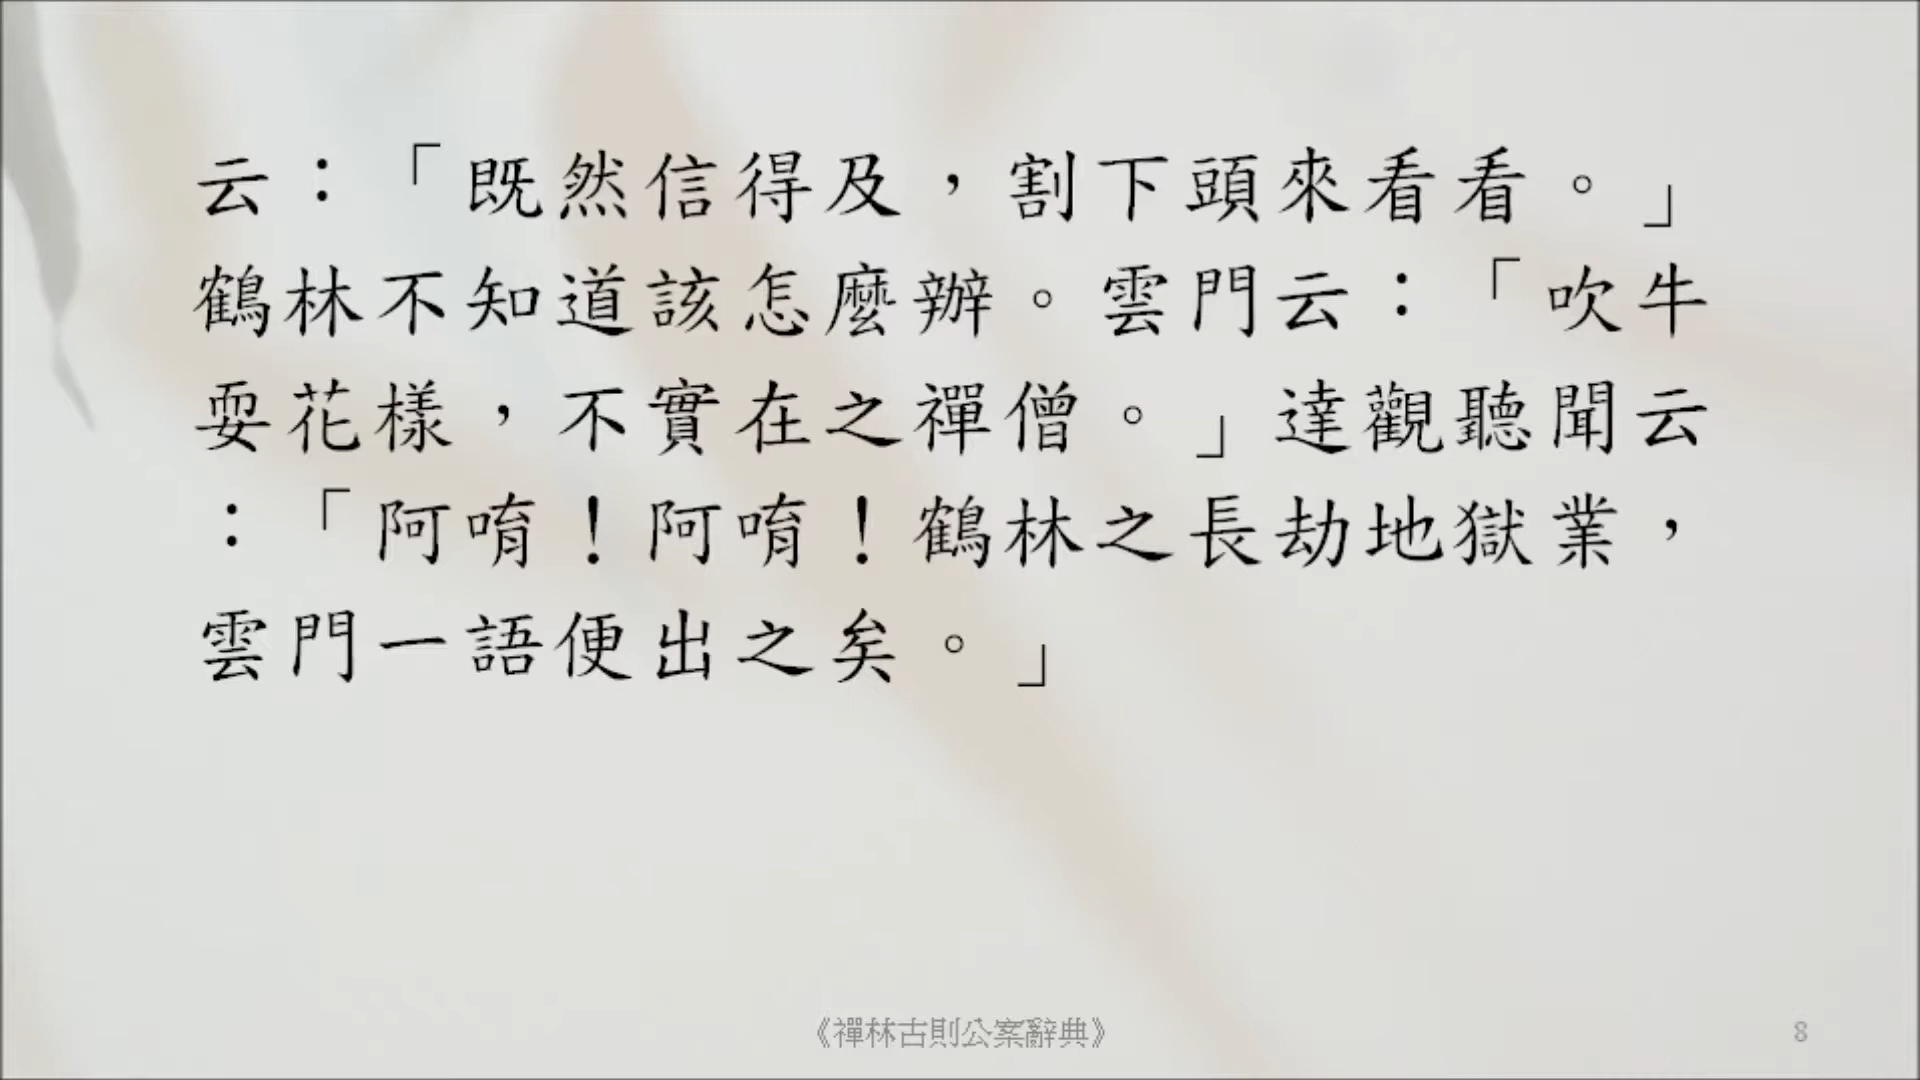 云：「既然信得及，割下頭來看看。」
鶴林不知道該怎麼辦。雲門云：「吹牛
耍花樣，不實在之禪僧。」達觀聽聞云
：「阿唷！阿唷！鶴林之長劫地獄業，
雲門一語便出之矣。」
《禪林古則公案辭典》
8